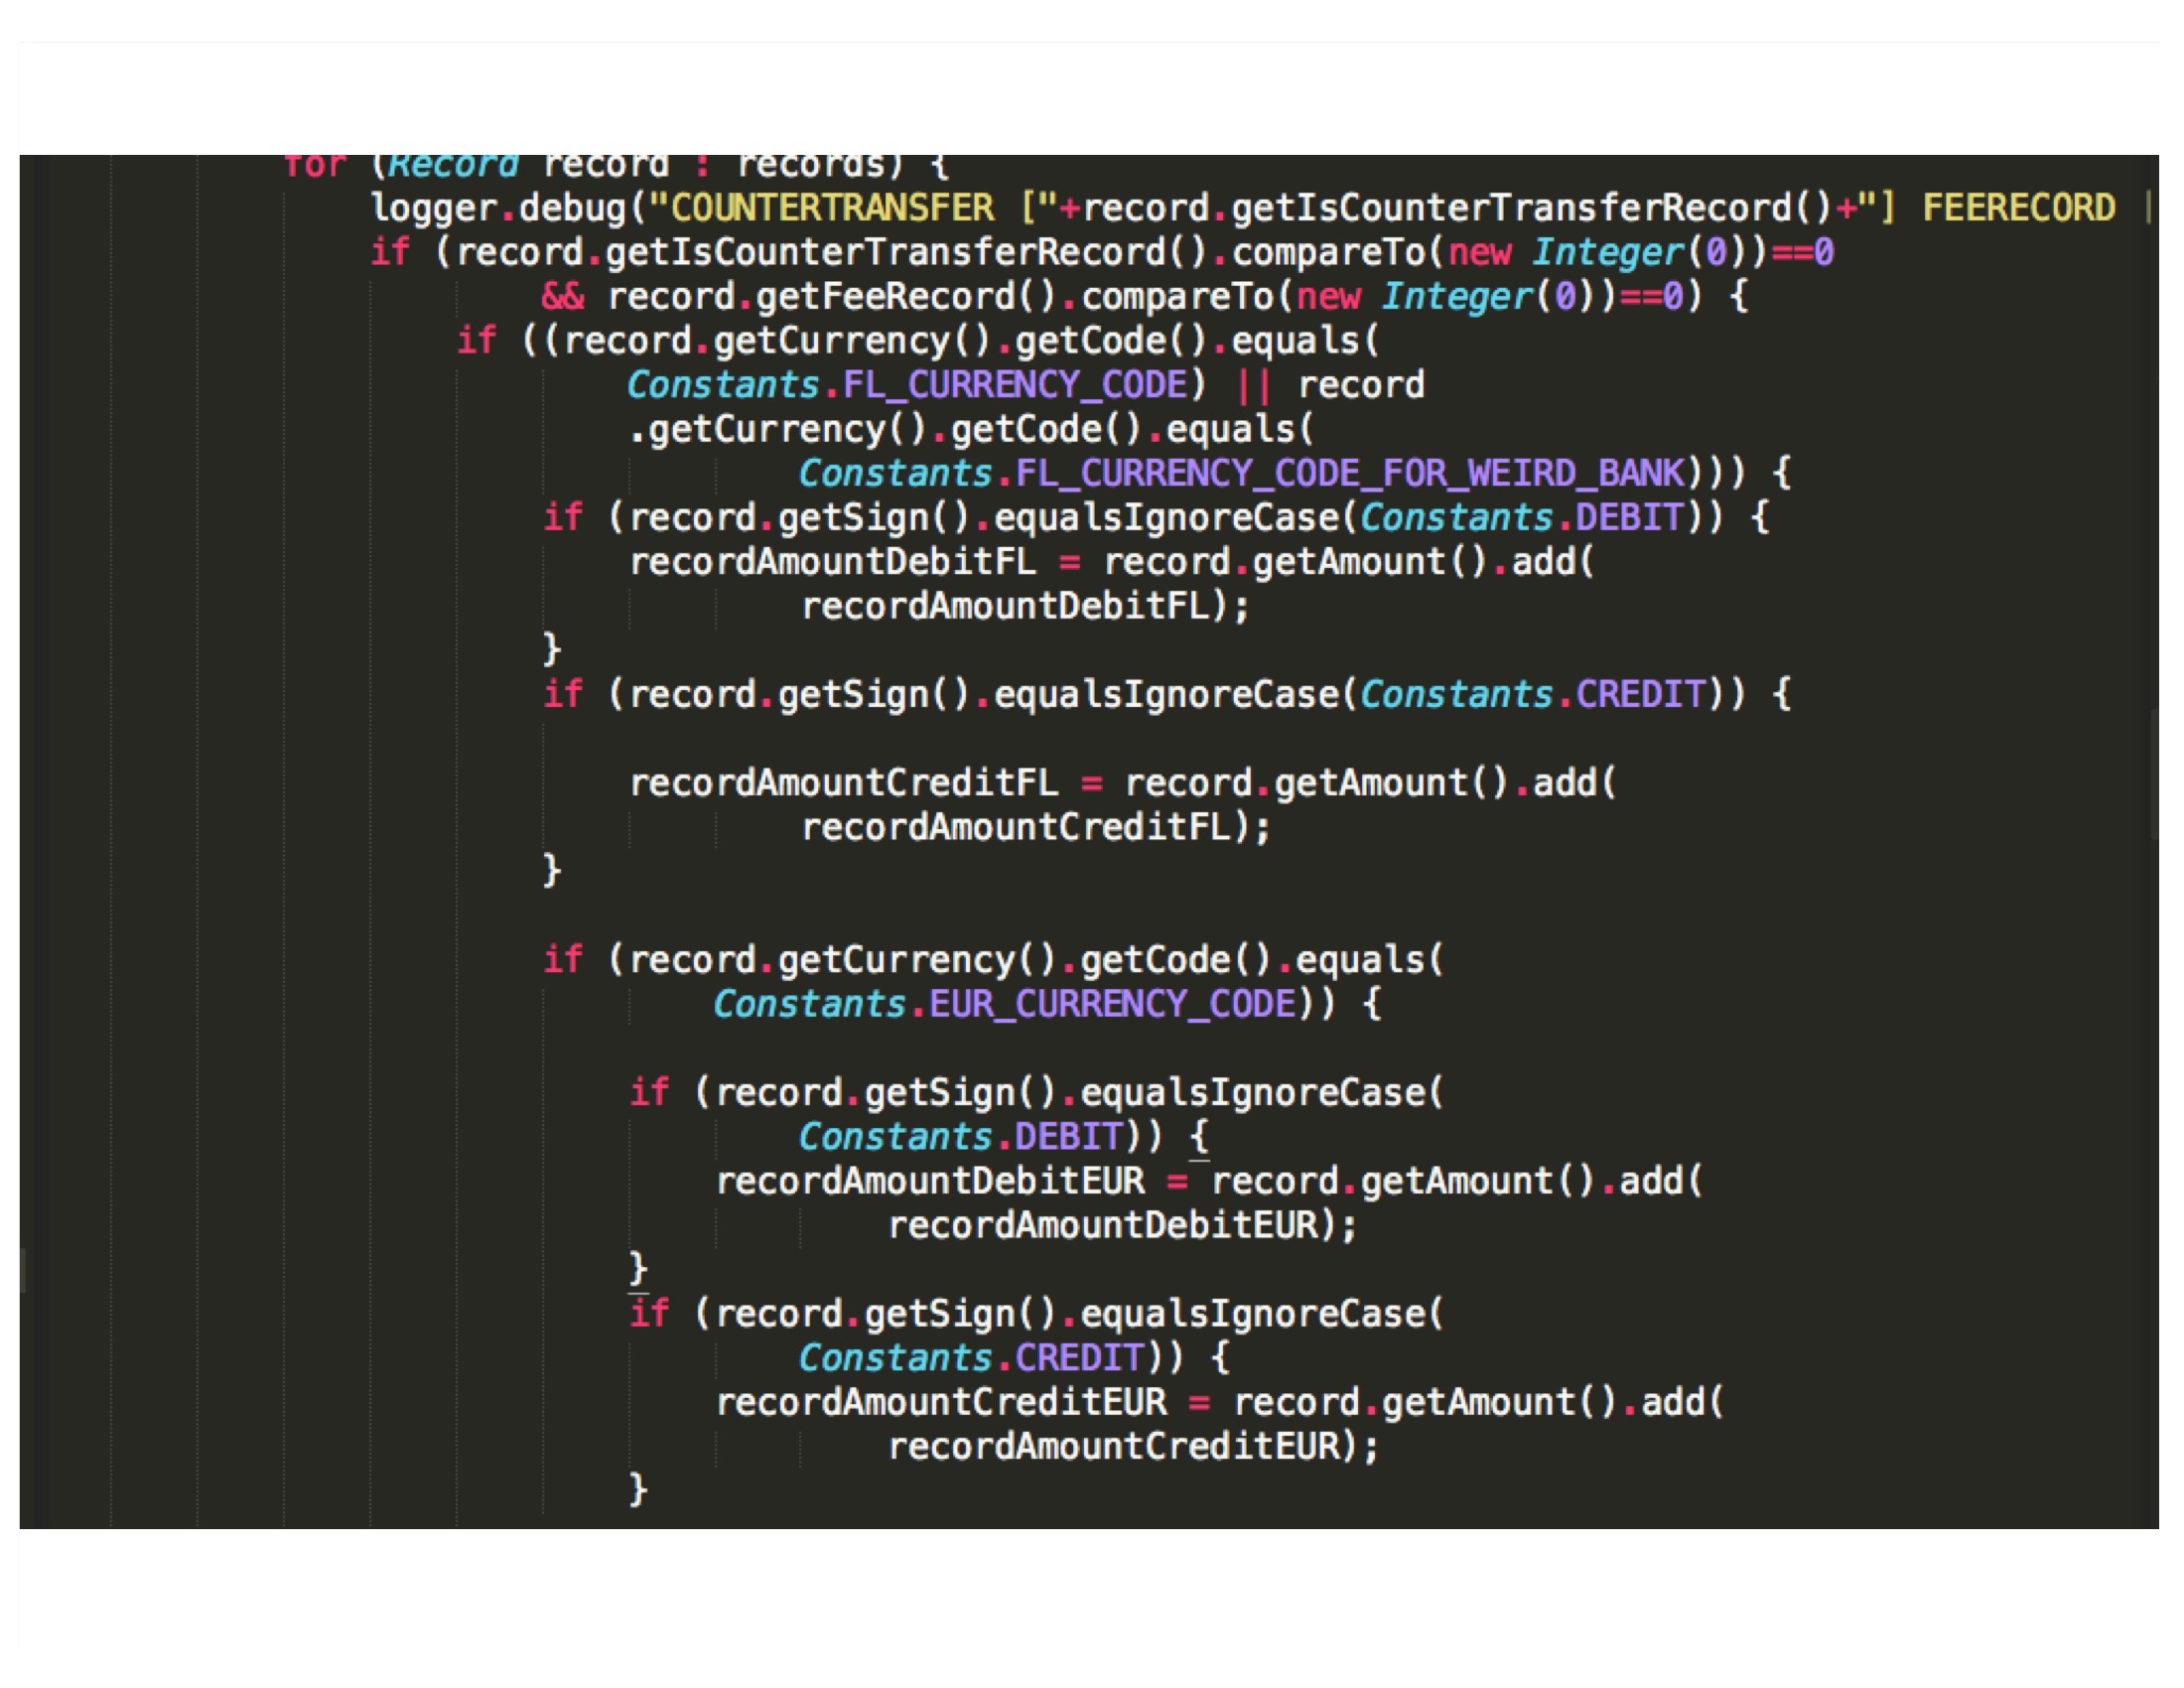 for (Record record : records) {
logger.debug("COUNTERTRANSFER ["+record.getIsCounterTransferRecord()+"] FEERECORD
if (record.getIsCounterTransferRecord().compareTo(new Integer(0))==0
&& record.getFeeRecord().compareTo(new Integer(0))==0) {
if ((record.getCurrency().getCode().equals(
Constants.FL_CURRENCY_CODE) || record
.getCurrency().getCode().equals(
Constants.FL_CURRENCY_CODE_FOR_WEIRD_BANK))) {
if (record.getSign().equalsIgnoreCase(Constants.DEBIT)) {
recordAmountDebitFL = record.getAmount().add(
recordAmountDebitFL);
}
if (record.getSign().equalsIgnoreCase(Constants.CREDIT)) {
recordAmountCreditFL = record.getAmount().add(
recordAmountCreditFL);
}
if (record.getCurrency().getCode().equals(
Constants.EUR_CURRENCY_CODE)) {
if (record.getSign().equalsIgnoreCase(
Constants.DEBIT)) {
recordAmountDebitEUR = record.getAmount().add(
recordAmountDebitEUR);
}
if (record.getSign().equalsIgnoreCase(
Constants.CREDIT)) {
recordAmountCreditEUR = record.getAmount().add(
recordAmountCreditEUR);
}